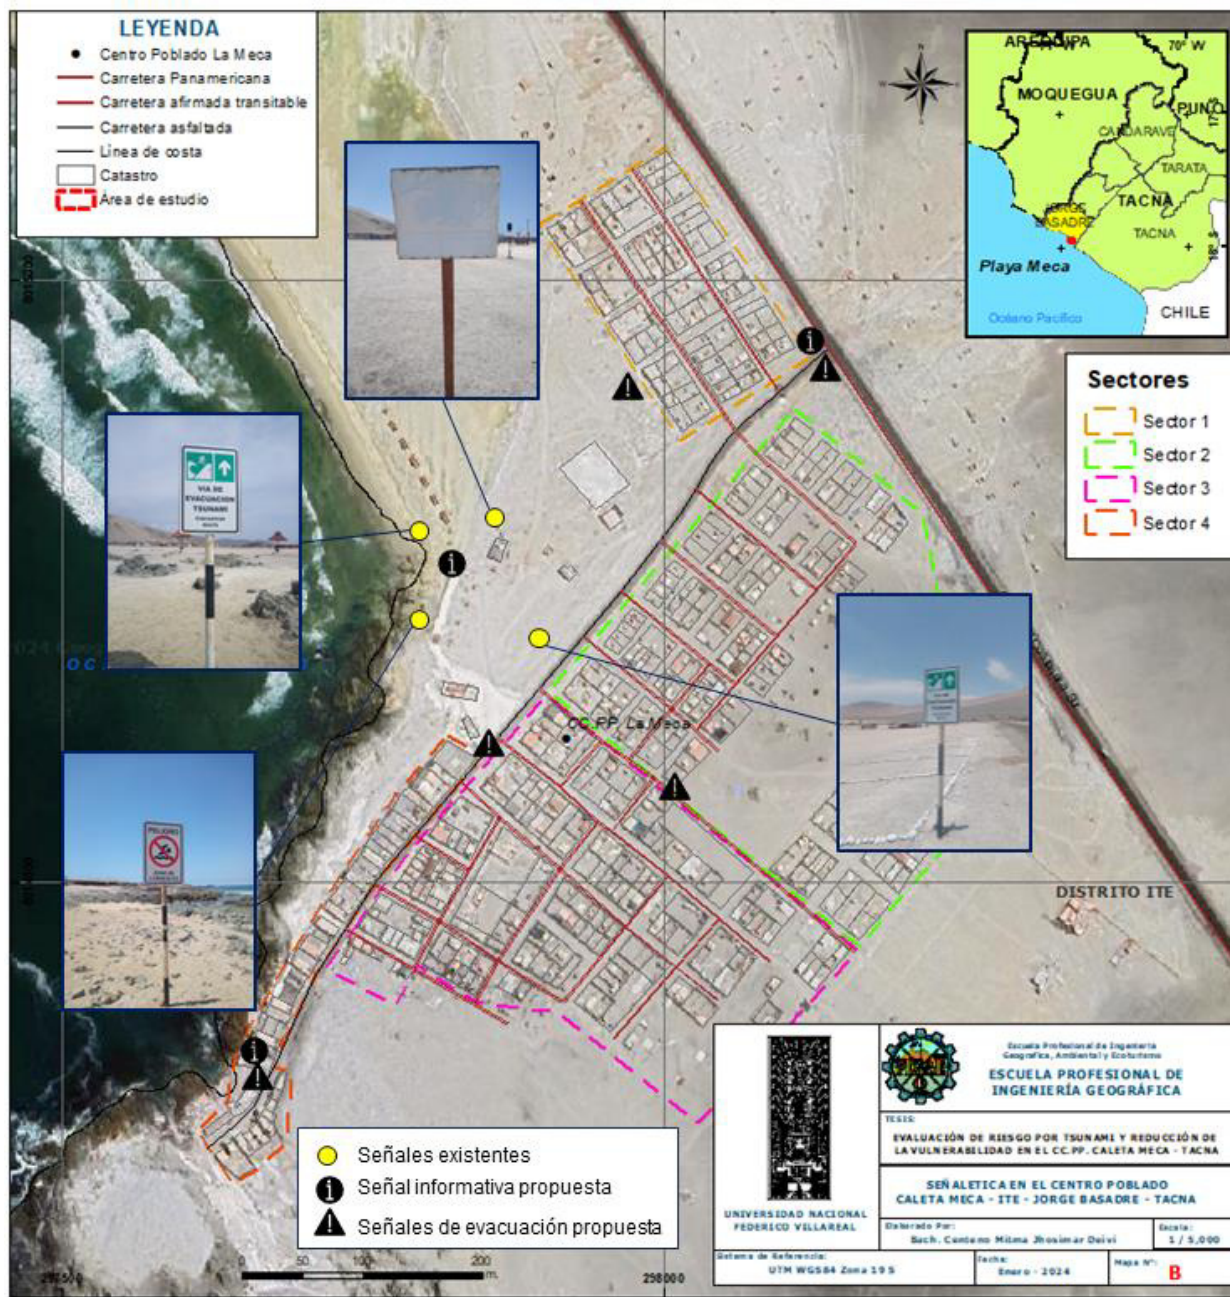 LEYENDA
Centro Poblado La Meca
Carretera Panamericana
Carretera afirmada transitable
Carretera asfaltada
Línea de costa
Catastro
Área de estudio
AREQUIPA
70° W
MOQUEGUA
PUNO
17° S
CANDARAVE
TARATA
TACNA
JORGE
BASADRE
TACNA
18° S
Playa Meca
Océano Pacífico
CHILE
Sectores
Sector 1
Sector 2
Sector 3
Sector 4
VIA DE
EVACUACION
TSUNAMI
PELIGRO
CC.PP. La Meca
DISTRITO ITE
Señales existentes
Señal informativa propuesta
Señales de evacuación propuesta
0 50 100 200
m.
298000
UNIVERSIDAD NACIONAL
FEDERICO VILLAREAL
Escuela Profesional de Ingeniería
Geográfica, Ambiental y Ecoturismo
ESCUELA PROFESIONAL DE
INGENIERÍA GEOGRÁFICA
TESIS:
EVALUACIÓN DE RIESGO POR TSUNAMI Y REDUCCIÓN DE
LA VULNERABILIDAD EN EL CC.PP. CALETA MECA - TACNA
SEÑALETICA EN EL CENTRO POBLADO
CALETA MECA - ITE - JORGE BASADRE - TACNA
Elaborado Por:
Bach. Centeno Mitma Jhosimar Deivi
Escala:
1 / 5,000
Sistema de Referencia:
UTM WGS84 Zona 19 S
Fecha:
Enero - 2024
Mapa N°:
B